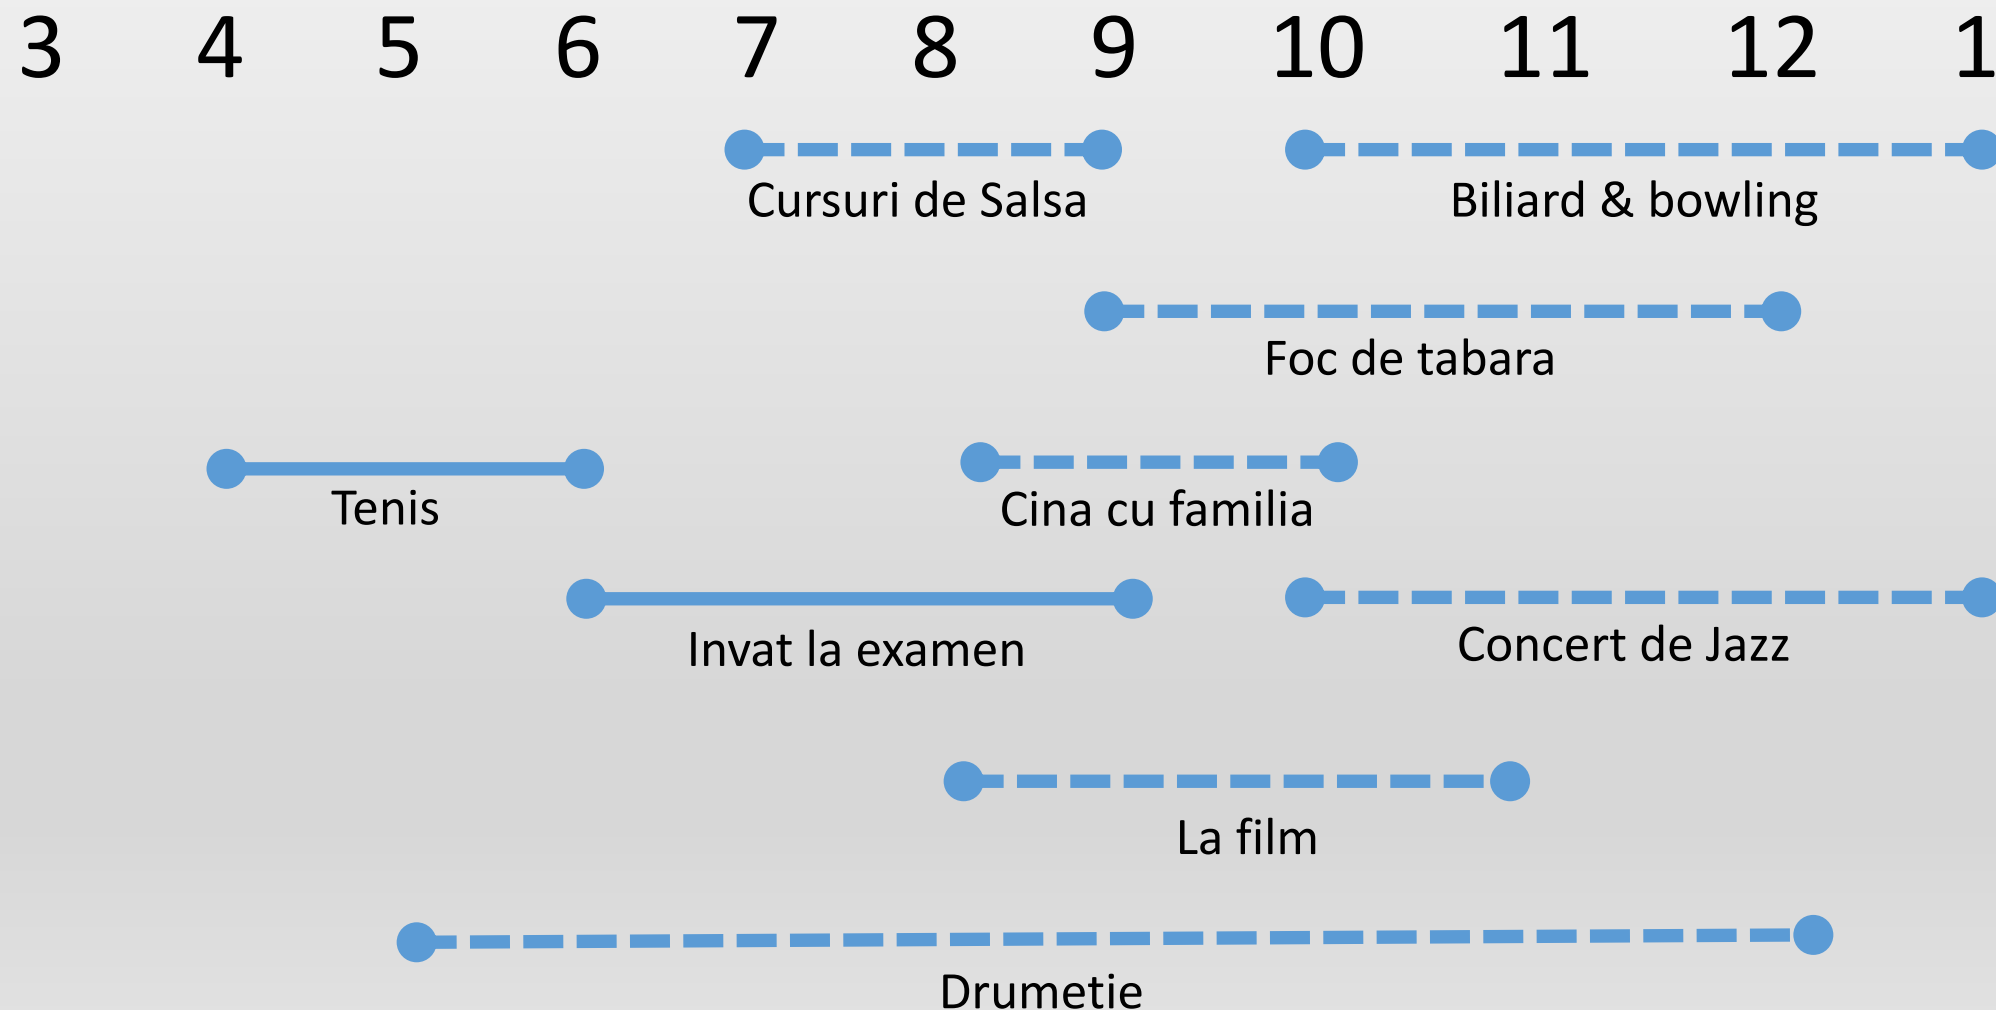 3 4 5 6 7 8 9 10 11 12 1
Cursuri de Salsa Biliard & bowling
Foc de tabara
Tenis Cina cu familia
Invat la examen Concert de Jazz
La film
Drumetie